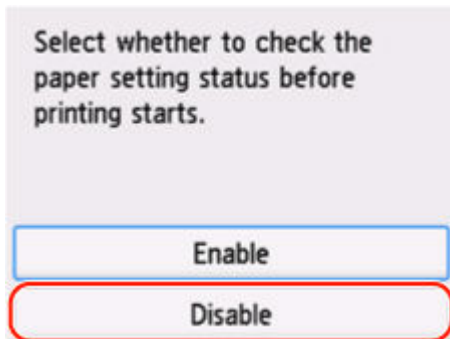 Select whether to check the
paper setting status before
printing starts.
Enable
Disable